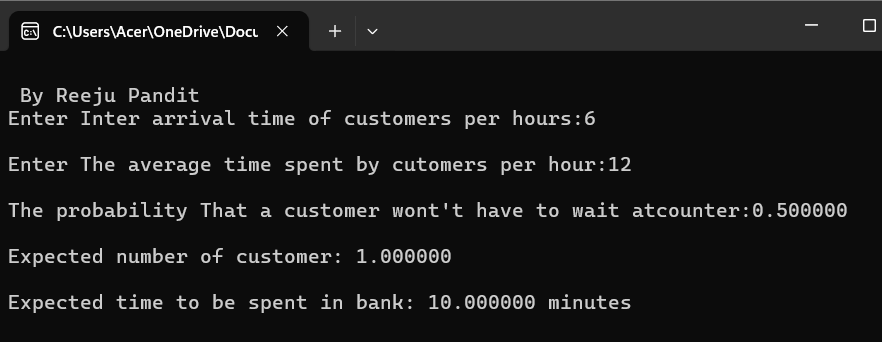 C:\Users\Acer\OneDrive\Docu
By Reeju Pandit
Enter Inter arrival time of customers per hours:6
Enter The average time spent by cutomers per hour:12
The probability That a customer wont't have to wait atcounter:0.500000
Expected number of customer: 1.000000
Expected time to be spent in bank: 10.000000 minutes